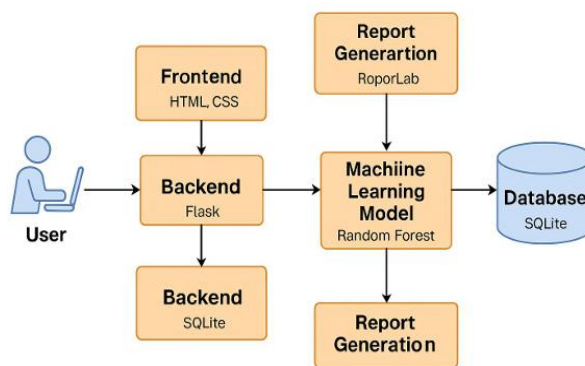 Frontend
HTML, CSS
Report
Generartion
RoporLab
User
Backend
Flask
Machiine
Learning
Model
Random Forest
Database
SQLite
Backend
SQLite
Report
Generation